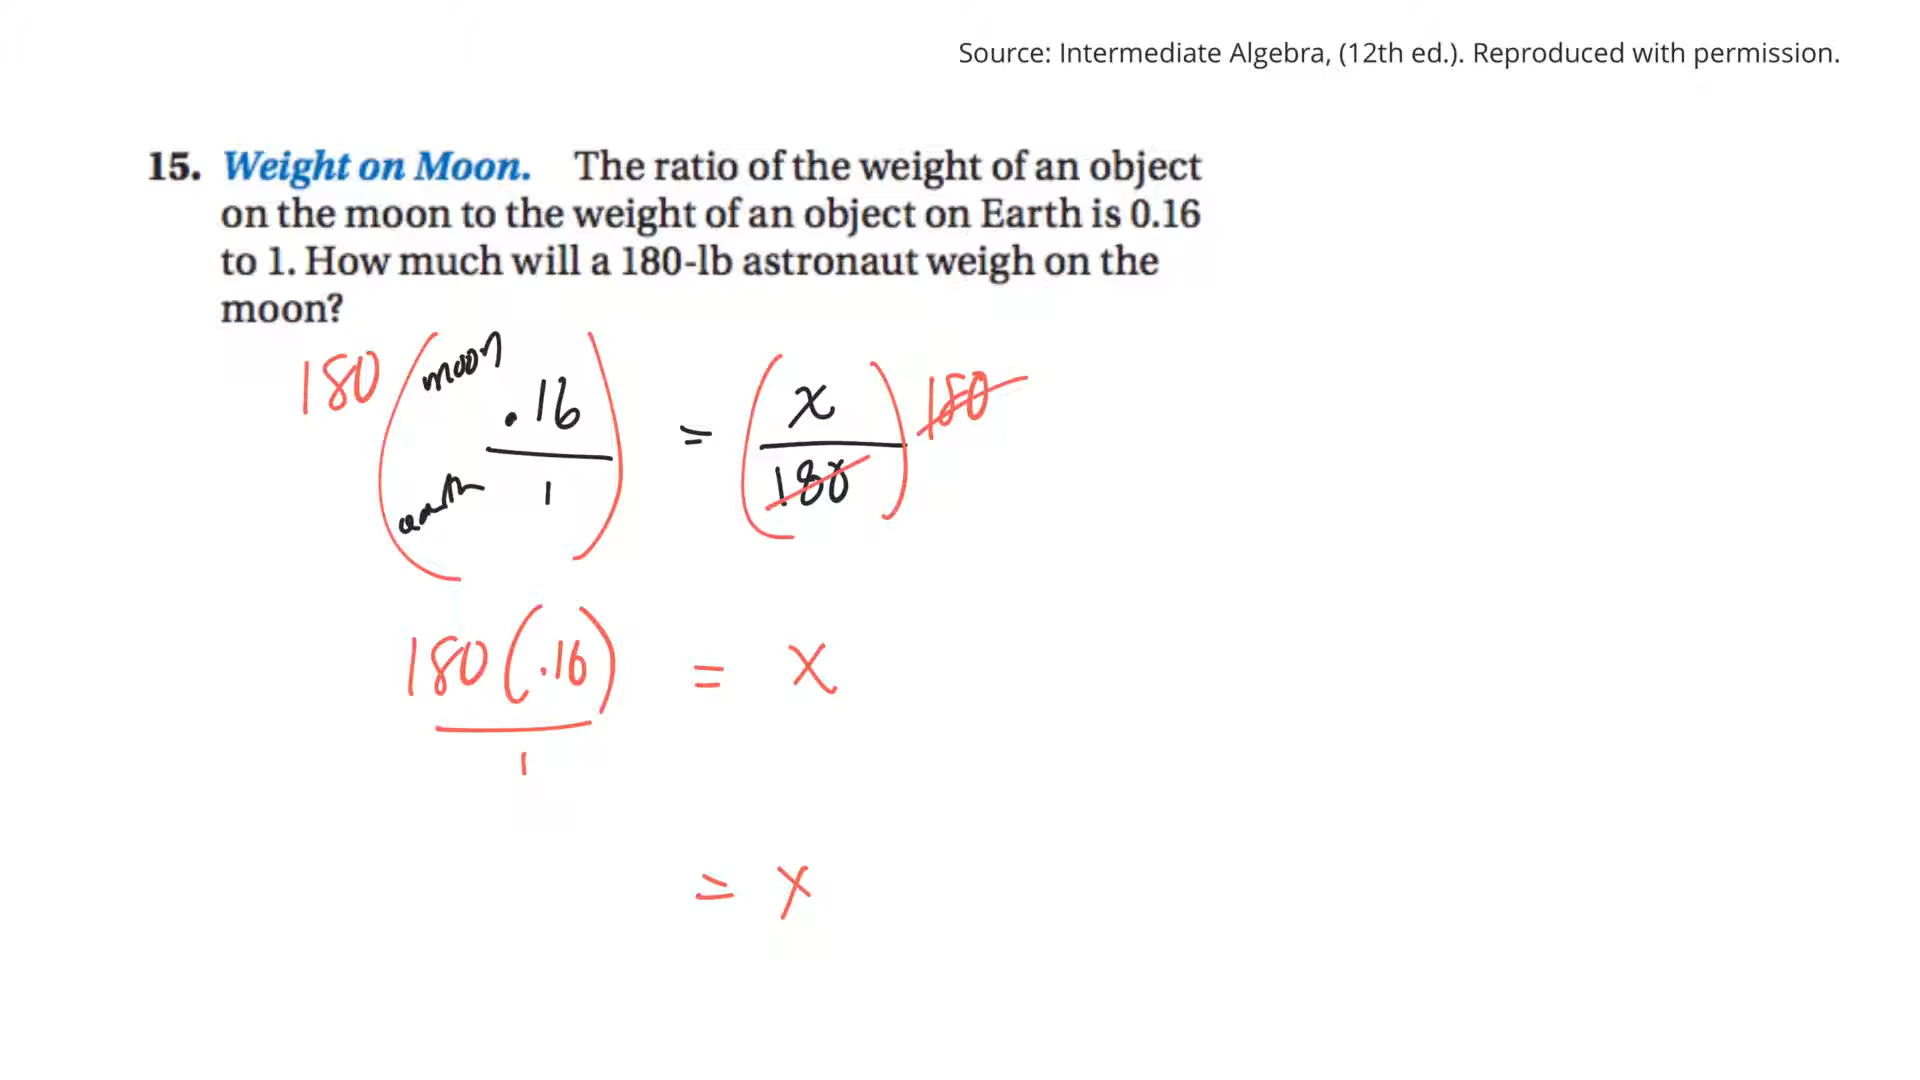 Source: Intermediate Algebra, (12th ed.). Reproduced with permission.
15. Weight on Moon. The ratio of the weight of an object
on the moon to the weight of an object on Earth is 0.16
to 1. How much will a 180-lb astronaut weigh on the
moon?
180 ( moon .16 ) = ( x ) 180
earth 1 180
180 (.16) = x
1
= x